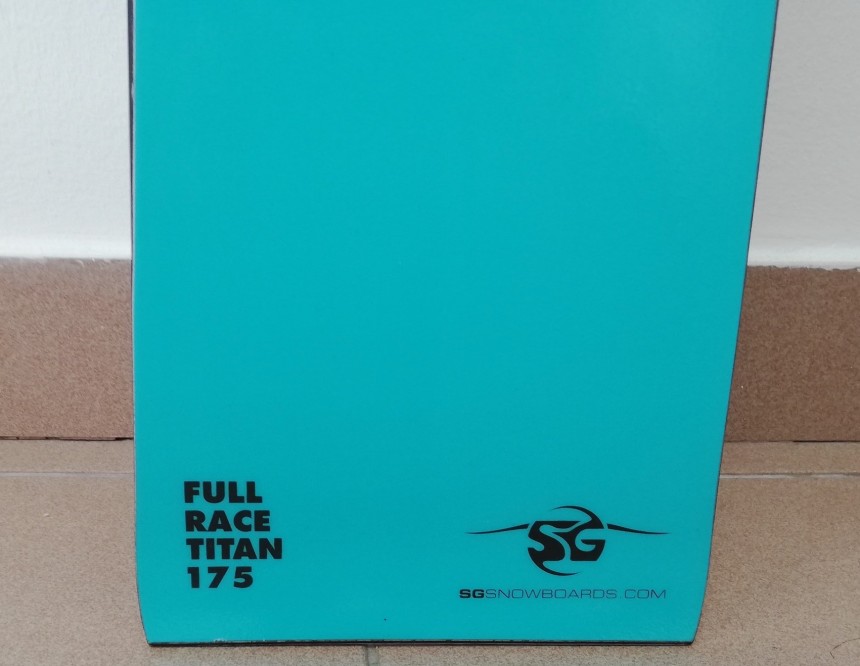 FULL
RACE
TITAN
175
SG
SGSNOWBOARDS.COM